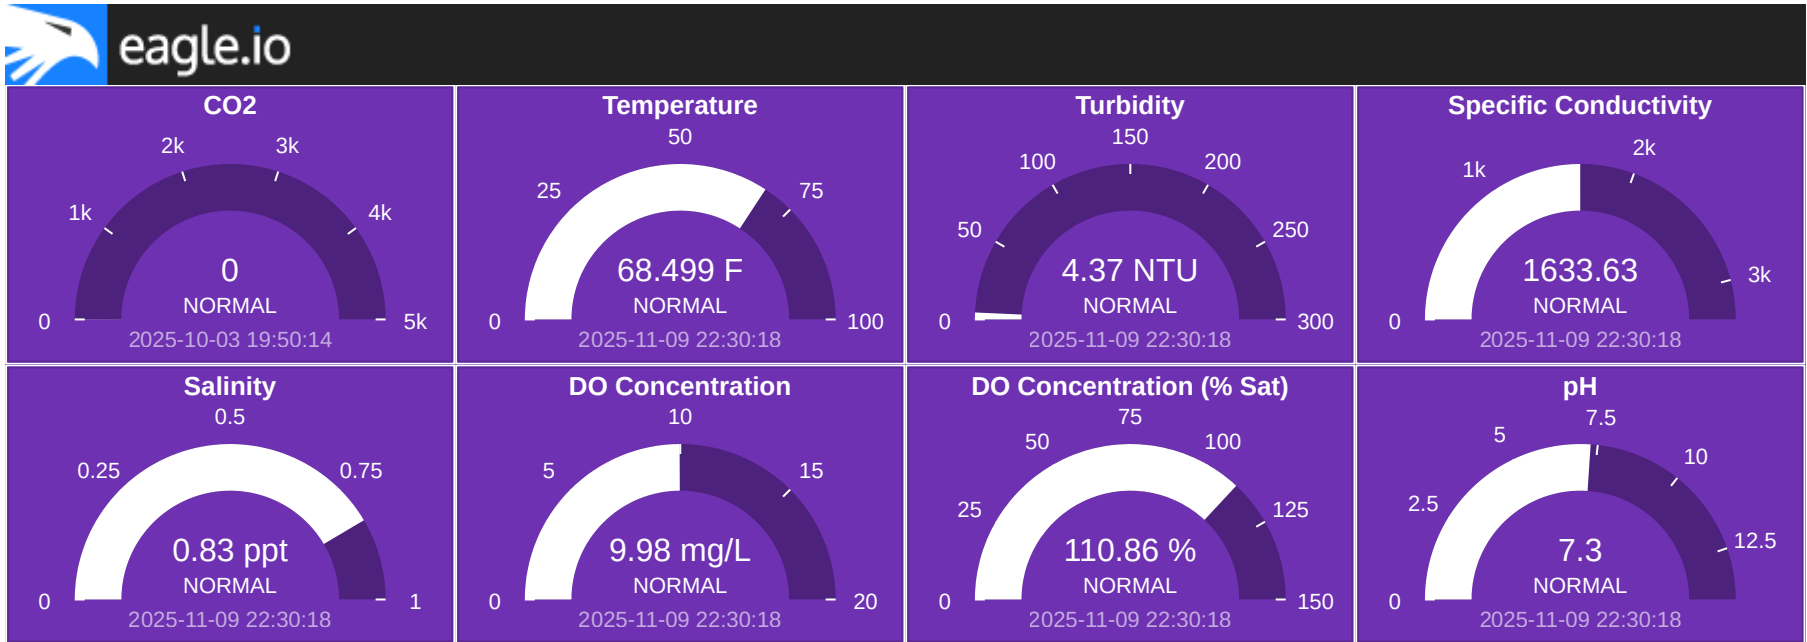 eagle.io
CO2
2k
3k
1k
4k
0
NORMAL
0
5k
2025-10-03 19:50:14
Temperature
50
25
75
68.499 F
NORMAL
0
100
2025-11-09 22:30:18
Turbidity
150
100
200
50
250
4.37 NTU
NORMAL
0
300
2025-11-09 22:30:18
Specific Conductivity
2k
1k
3k
1633.63
NORMAL
0
2025-11-09 22:30:18
Salinity
0.5
0.25
0.75
0.83 ppt
NORMAL
0
1
2025-11-09 22:30:18
DO Concentration
10
5
15
9.98 mg/L
NORMAL
0
20
2025-11-09 22:30:18
DO Concentration (% Sat)
75
50
100
25
125
110.86 %
NORMAL
0
150
2025-11-09 22:30:18
pH
7.5
5
10
2.5
12.5
7.3
NORMAL
0
2025-11-09 22:30:18